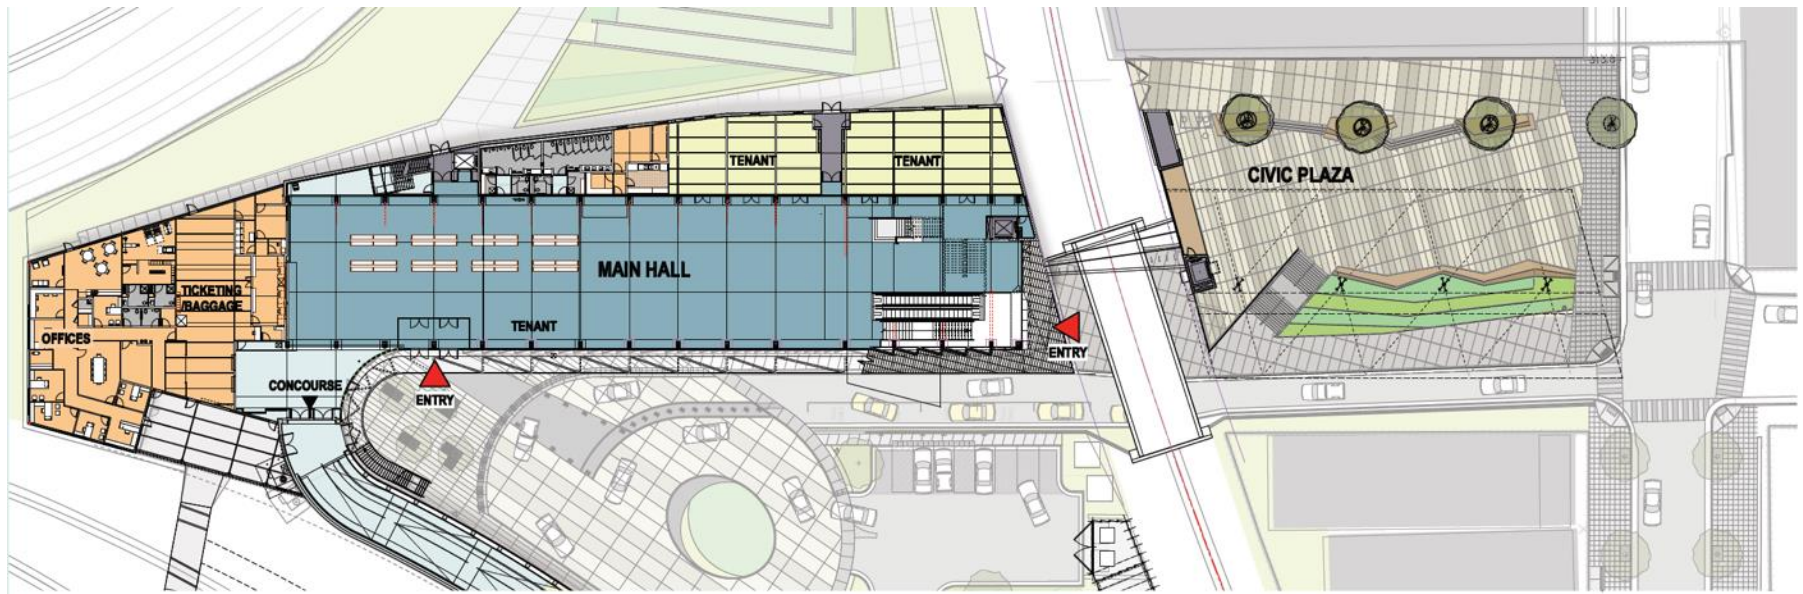 TENANT
TENANT
CIVIC PLAZA
MAIN HALL
TICKETING
/BAGGAGE
TENANT
OFFICES
ENTRY
CONCOURSE
ENTRY